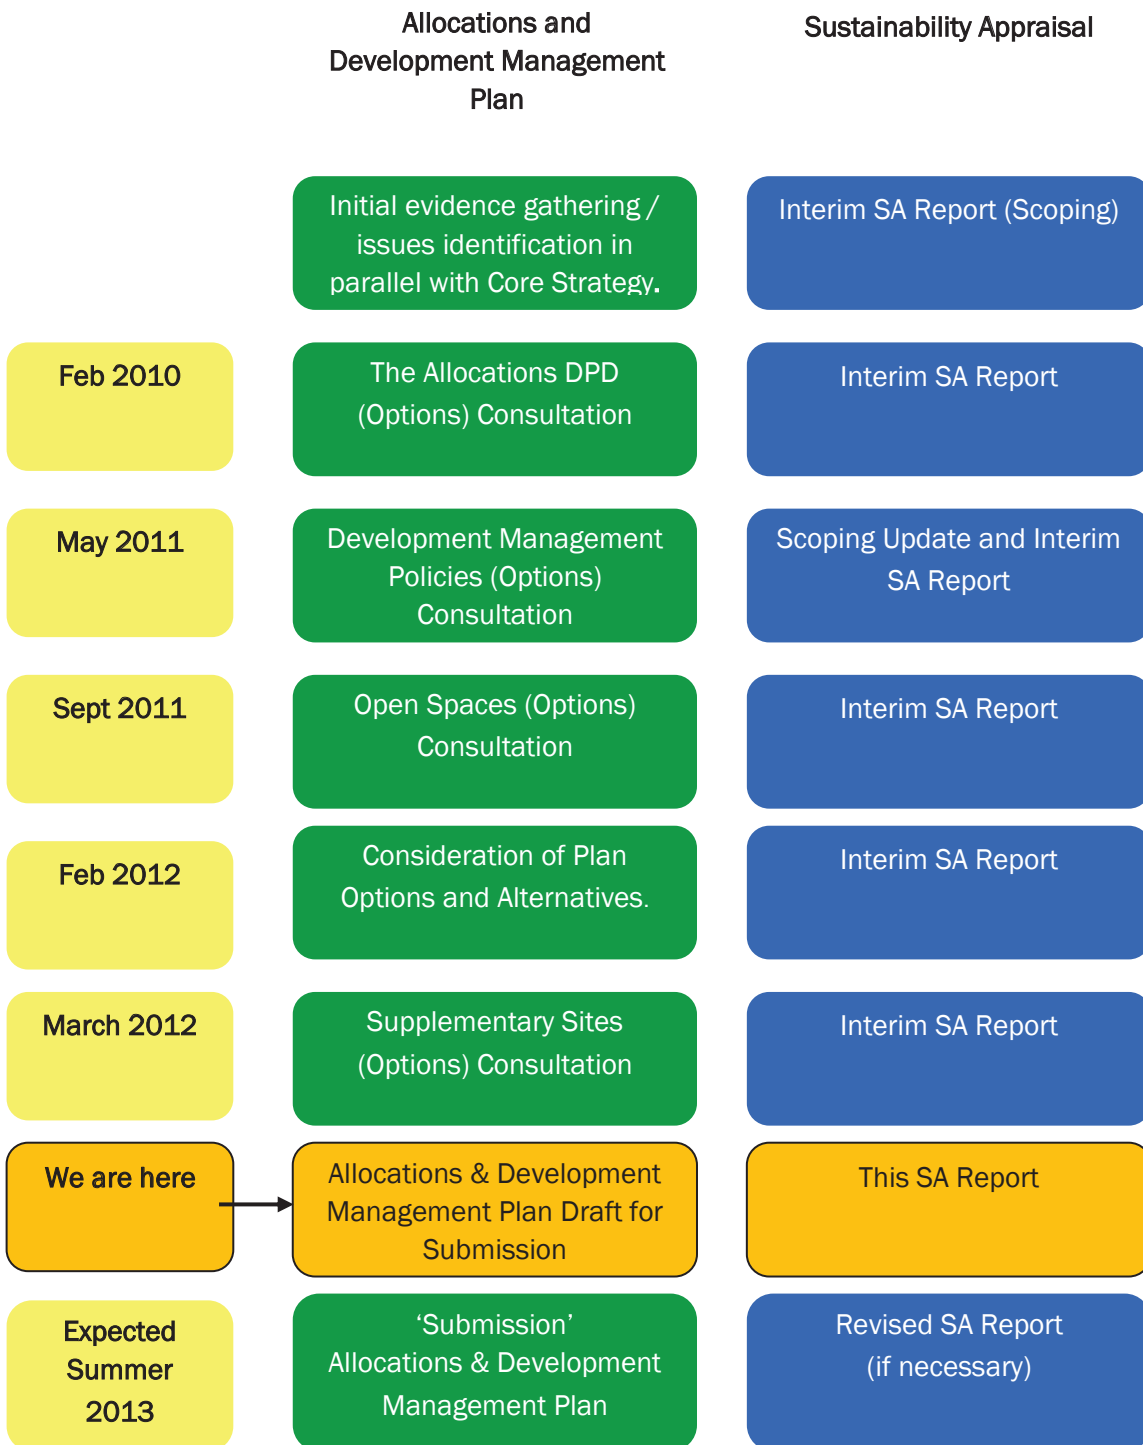 Allocations and
Development Management
Plan
Sustainability Appraisal
Initial evidence gathering /
issues identification in
parallel with Core Strategy.
Interim SA Report (Scoping)
Feb 2010
The Allocations DPD
(Options) Consultation
Interim SA Report
May 2011
Development Management
Policies (Options)
Consultation
Scoping Update and Interim
SA Report
Sept 2011
Open Spaces (Options)
Consultation
Interim SA Report
Feb 2012
Consideration of Plan
Options and Alternatives.
Interim SA Report
March 2012
Supplementary Sites
(Options) Consultation
Interim SA Report
We are here
Allocations & Development
Management Plan Draft for
Submission
This SA Report
Expected
Summer
2013
‘Submission’
Allocations & Development
Management Plan
Revised SA Report
(if necessary)